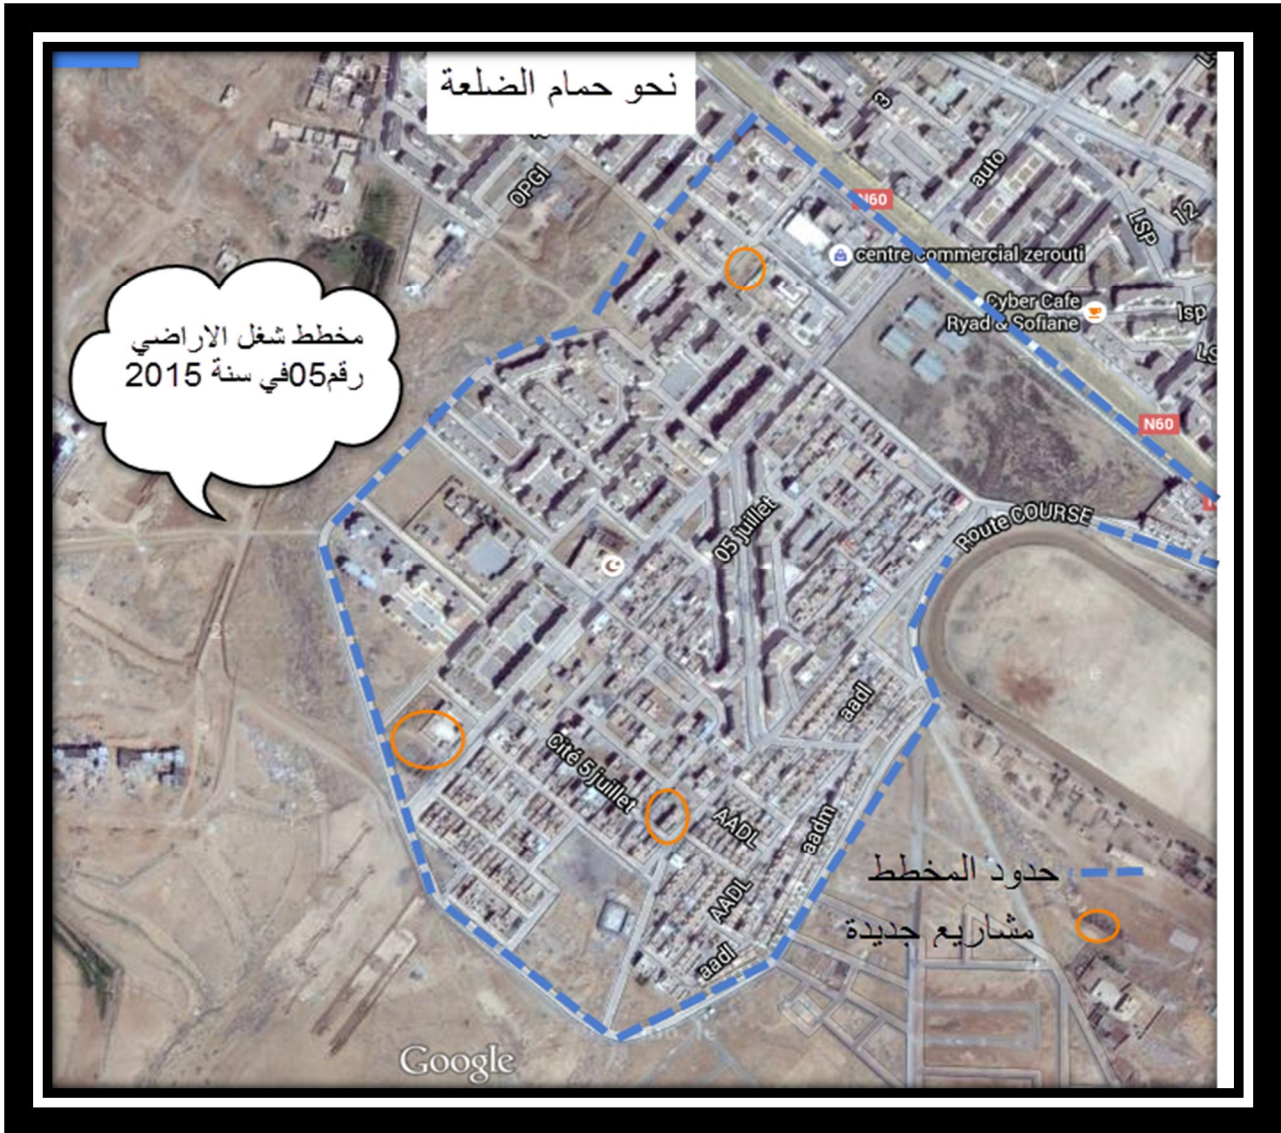 نحو حمام الضلعة
OPGI
3
auto
12
LSP
N60
centre commercial zerouti
Cyber Cafe
Ryad & Sofiane
lsp
LS
مخطط شغل الاراضي
رقم05في سنة 2015
N60
Route COURSE
05 juillet
aadl
Cité 5 juillet
AADL
aadm
AADL
aadl
حدود المخطط
مشاريع جديدة
Google